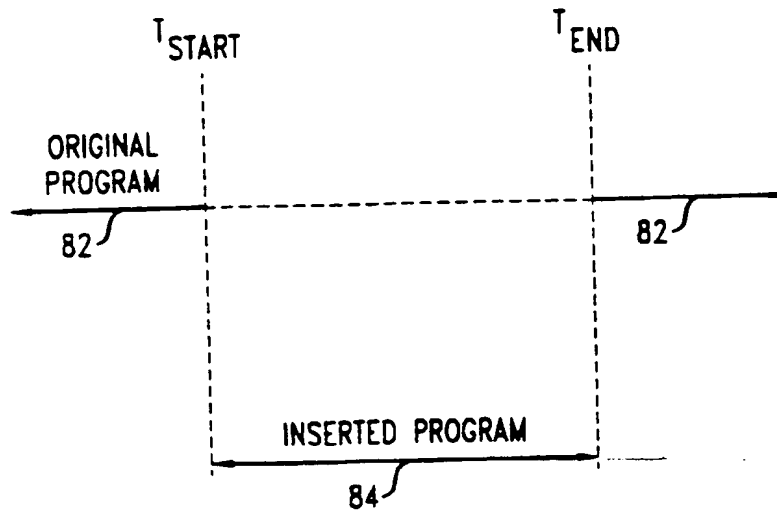 T START
T END
ORIGINAL
PROGRAM
82
82
INSERTED PROGRAM
84